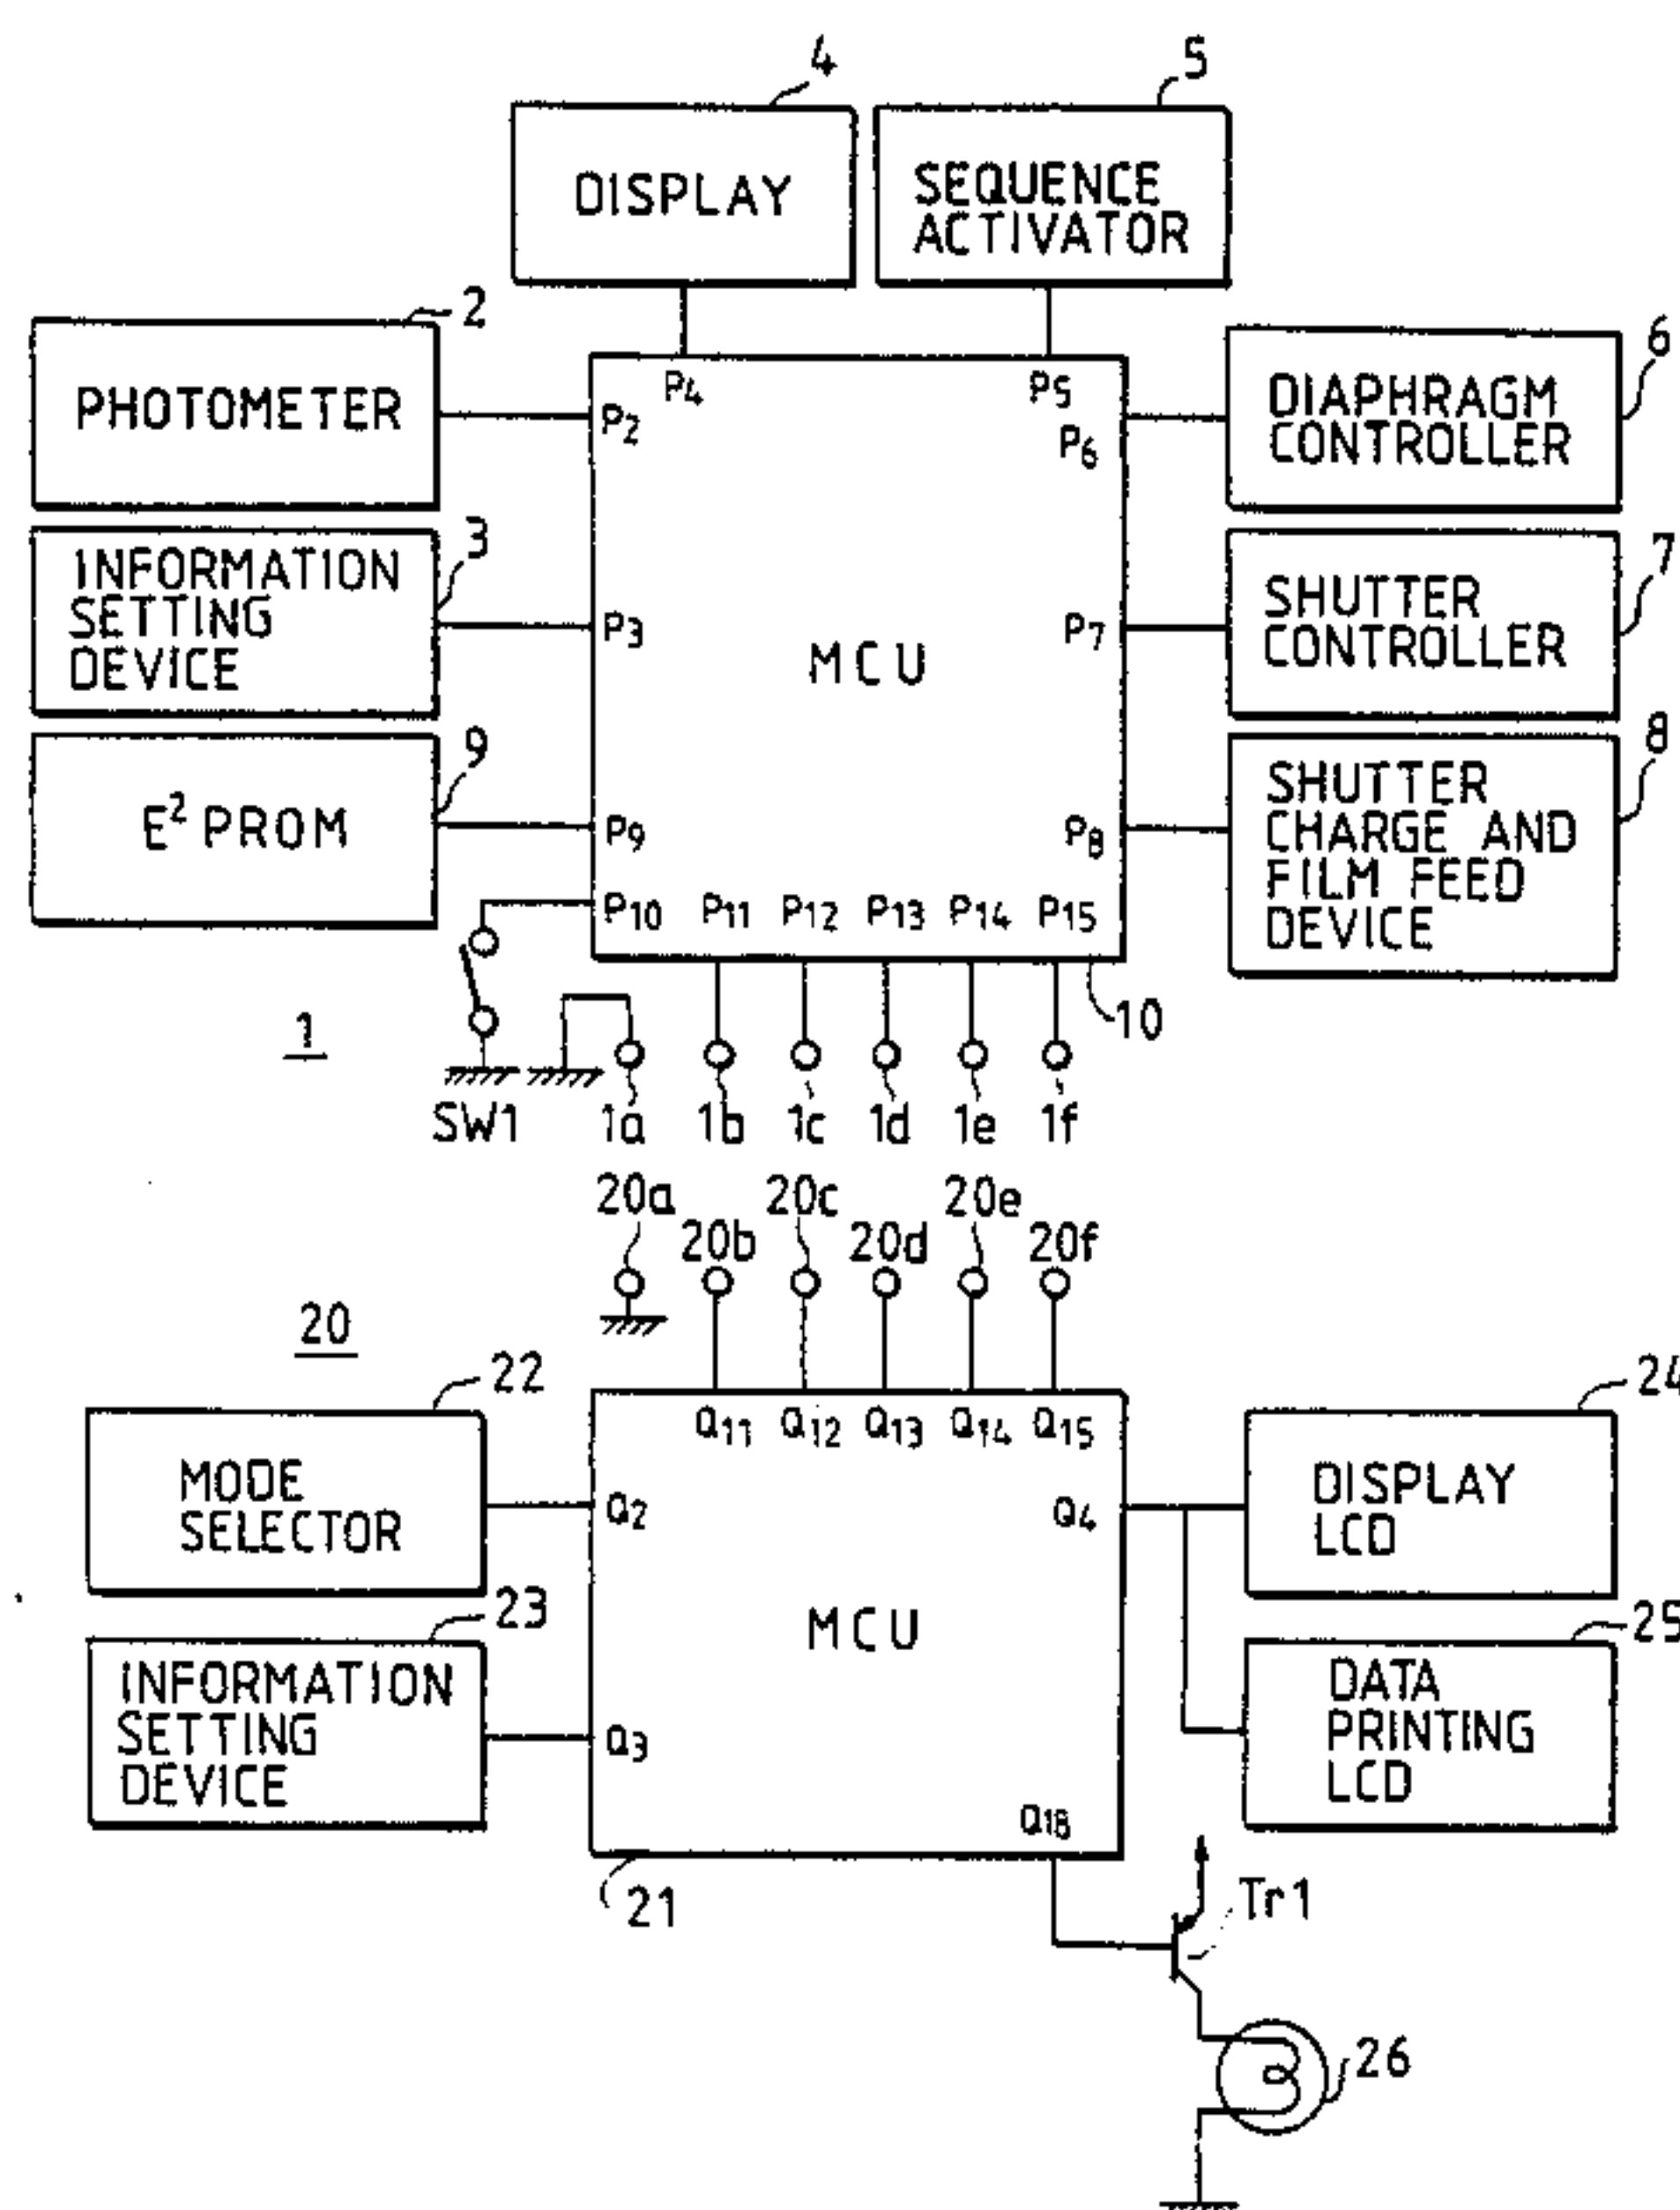 4
5
DISPLAY
SEQUENCE
ACTIVATOR
2
6
PHOTOMETER
P4
P5
P2
P6
DIAPHRAGM
CONTROLLER
3
7
INFORMATION
SETTING
DEVICE
P3
MCU
P7
SHUTTER
CONTROLLER
9
8
E² PROM
P9
P8
SHUTTER
CHARGE AND
FILM FEED
DEVICE
P10 P11 P12 P13 P14 P15
1
10
SW1 1a 1b 1c 1d 1e 1f
20a 20c 20e
20b 20d 20f
20
22
24
Q11 Q12 Q13 Q14 Q15
MODE
SELECTOR
Q2
Q4
DISPLAY
LCD
23
25
MCU
INFORMATION
SETTING
DEVICE
Q3
DATA
PRINTING
LCD
Q16
21
Tr1
26